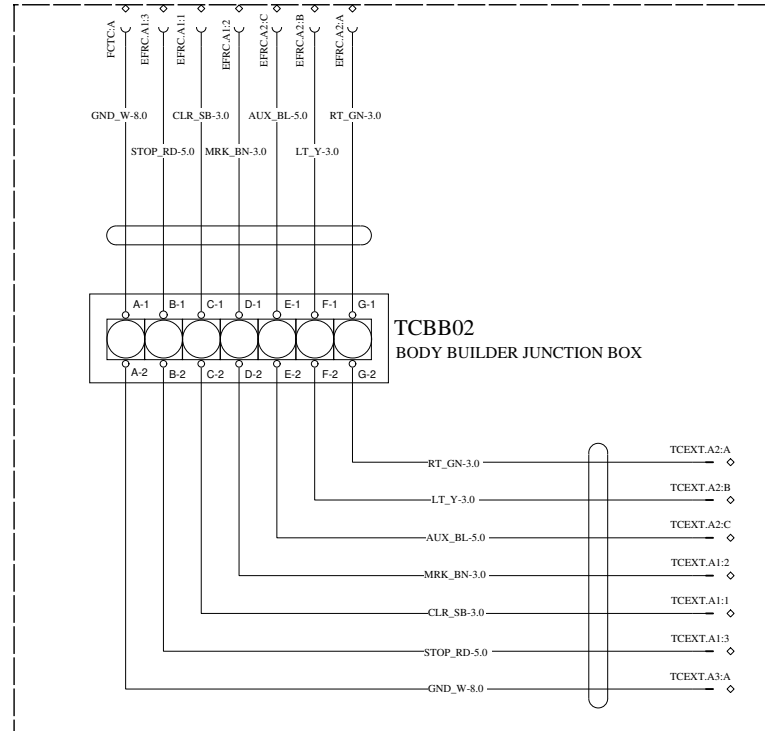 FCTC:A
EFRC.A1:3
EFRC.A1:1
EFRC.A1:2
EFRC.A2:C
EFRC.A2:B
EFRC.A2:A
GND_W-8.0 CLR_SB-3.0 AUX_BL-5.0 RT_GN-3.0
STOP_RD-5.0 MRK_BN-3.0 LT_Y-3.0
A-1 B-1 C-1 D-1 E-1 F-1 G-1
TCBB02
BODY BUILDER JUNCTION BOX
A-2 B-2 C-2 D-2 E-2 F-2 G-2
TCEXT.A2:A
RT_GN-3.0
TCEXT.A2:B
LT_Y-3.0
TCEXT.A2:C
AUX_BL-5.0
TCEXT.A1:2
MRK_BN-3.0
TCEXT.A1:1
CLR_SB-3.0
TCEXT.A1:3
STOP_RD-5.0
TCEXT.A3:A
GND_W-8.0